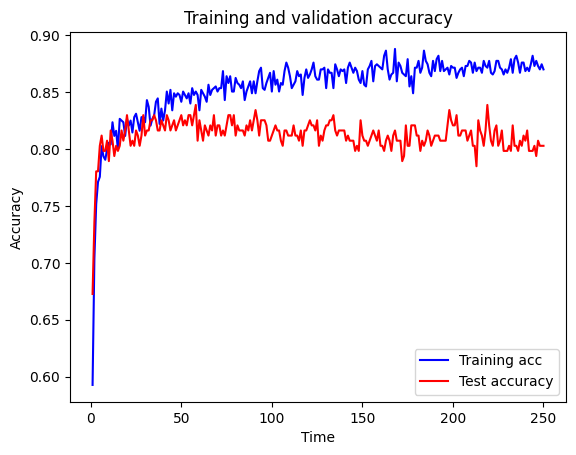 Training and validation accuracy
0.90
0.85
0.80
0.75
0.70
0.65
0.60
Accuracy
0
50
100
150
200
250
Time
Training acc
Test accuracy